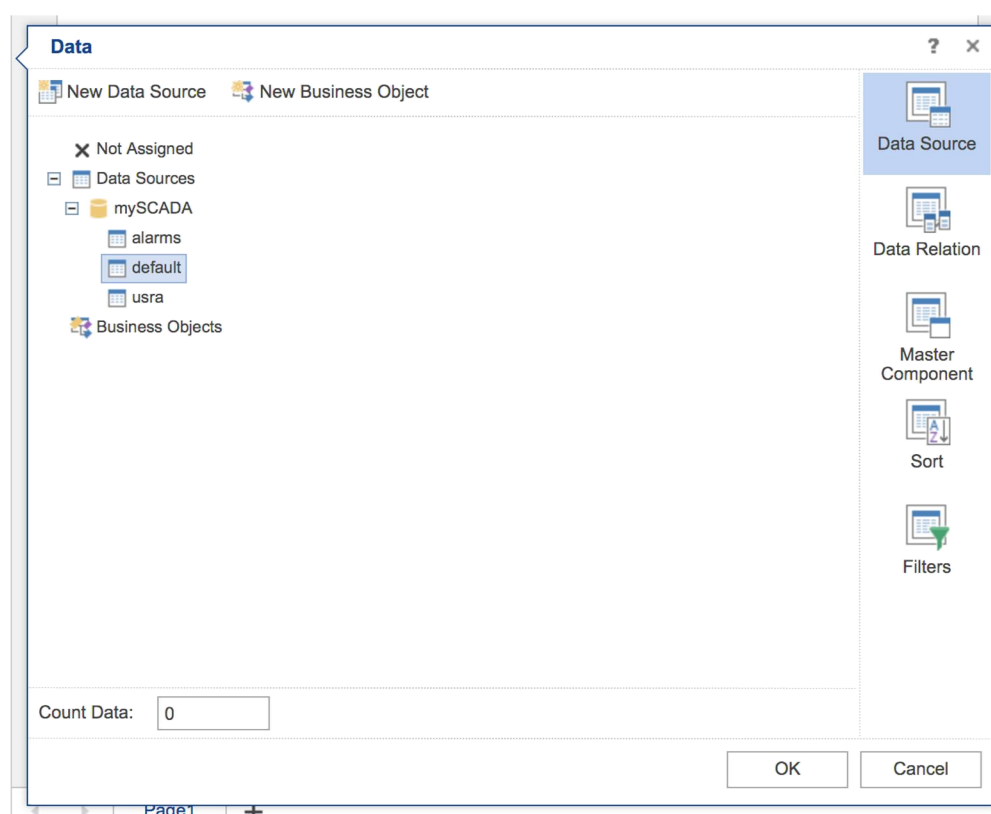 Data
?
New Data Source
New Business Object
Not Assigned
Data Sources
mySCADA
alarms
default
usra
Business Objects
Data Source
Data Relation
Master
Component
Sort
Filters
Count Data:
0
OK
Cancel
Page1